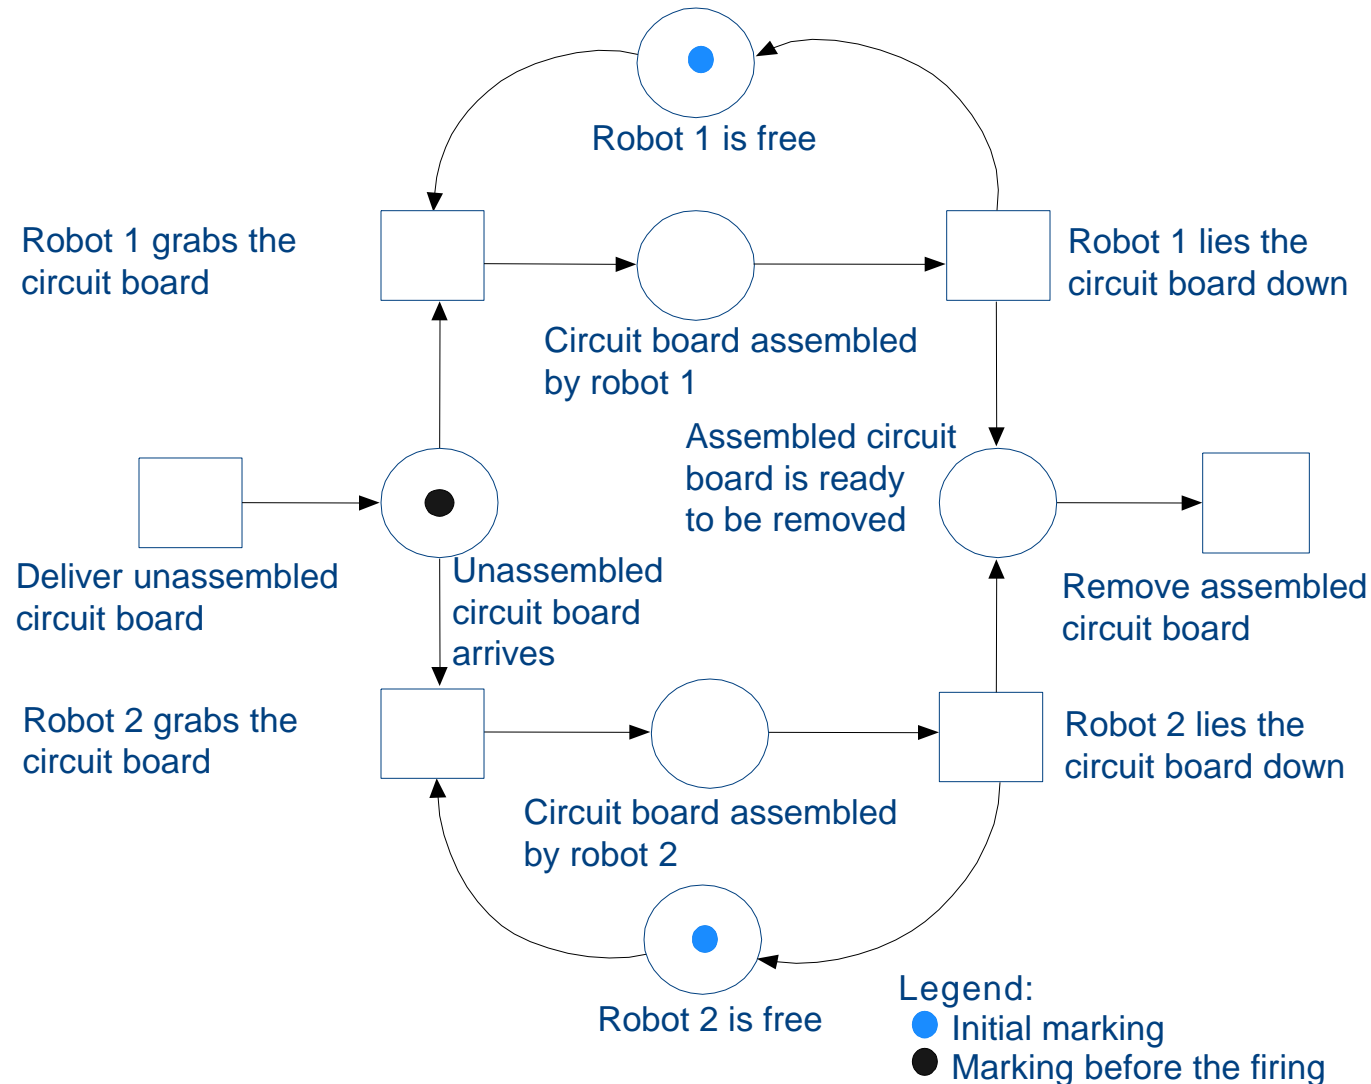 Robot 1 is free
Robot 1 grabs the
circuit board
Robot 1 lies the
circuit board down
Circuit board assembled
by robot 1
Assembled circuit
board is ready
to be removed
Deliver unassembled
circuit board
Unassembled
circuit board
arrives
Remove assembled
circuit board
Robot 2 grabs the
circuit board
Robot 2 lies the
circuit board down
Circuit board assembled
by robot 2
Robot 2 is free
Legend:
Initial marking
Marking before the firing